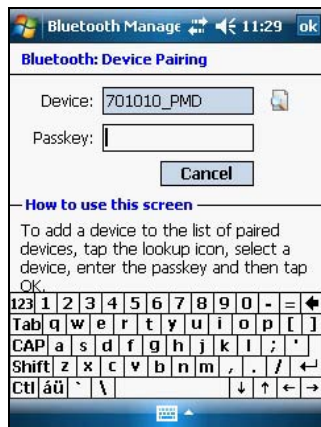 Bluetooth Manage 11:29 ok
Bluetooth: Device Pairing
Device: 701010_PMD
Passkey:
Cancel
How to use this screen
To add a device to the list of paired
devices, tap the lookup icon, select a
device, enter the passkey and then tap
OK.
123 1 2 3 4 5 6 7 8 9 0 - =
Tab q w e r t y u i o p [ ]
CAP a s d f g h j k l ; '
Shift z x c v b n m , . /
Ctl áü ` \